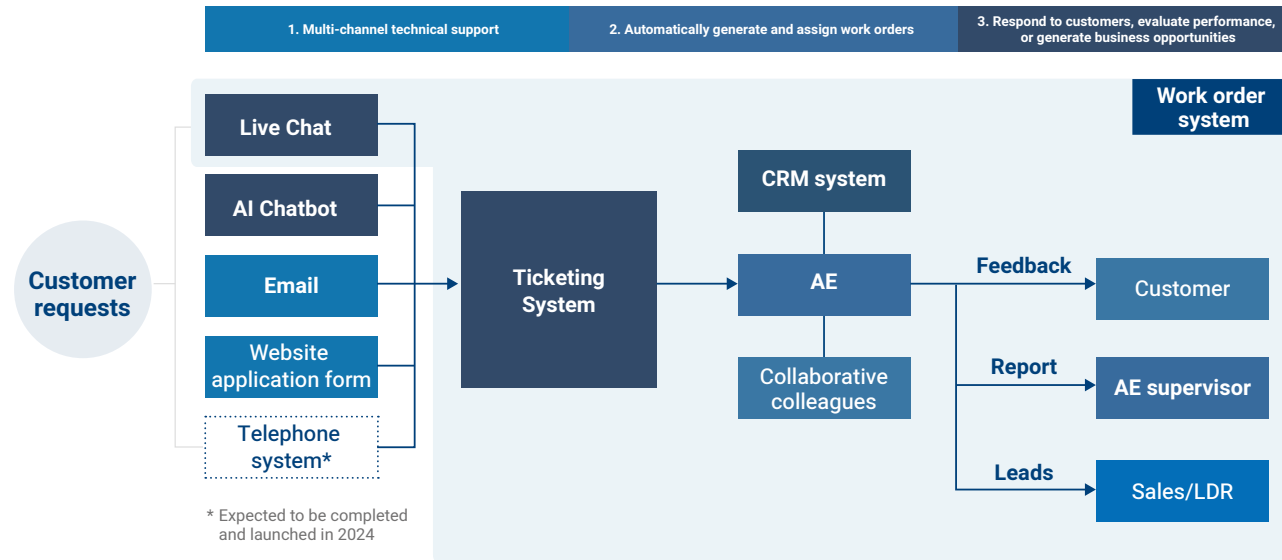 1. Multi-channel technical support
2. Automatically generate and assign work orders
3. Respond to customers, evaluate performance,
or generate business opportunities
Work order
system
Customer
requests
Live Chat
AI Chatbot
Email
Website
application form
Telephone
system*
* Expected to be completed
and launched in 2024
Ticketing
System
CRM system
AE
Collaborative
colleagues
Feedback
Customer
Report
AE supervisor
Leads
Sales/LDR